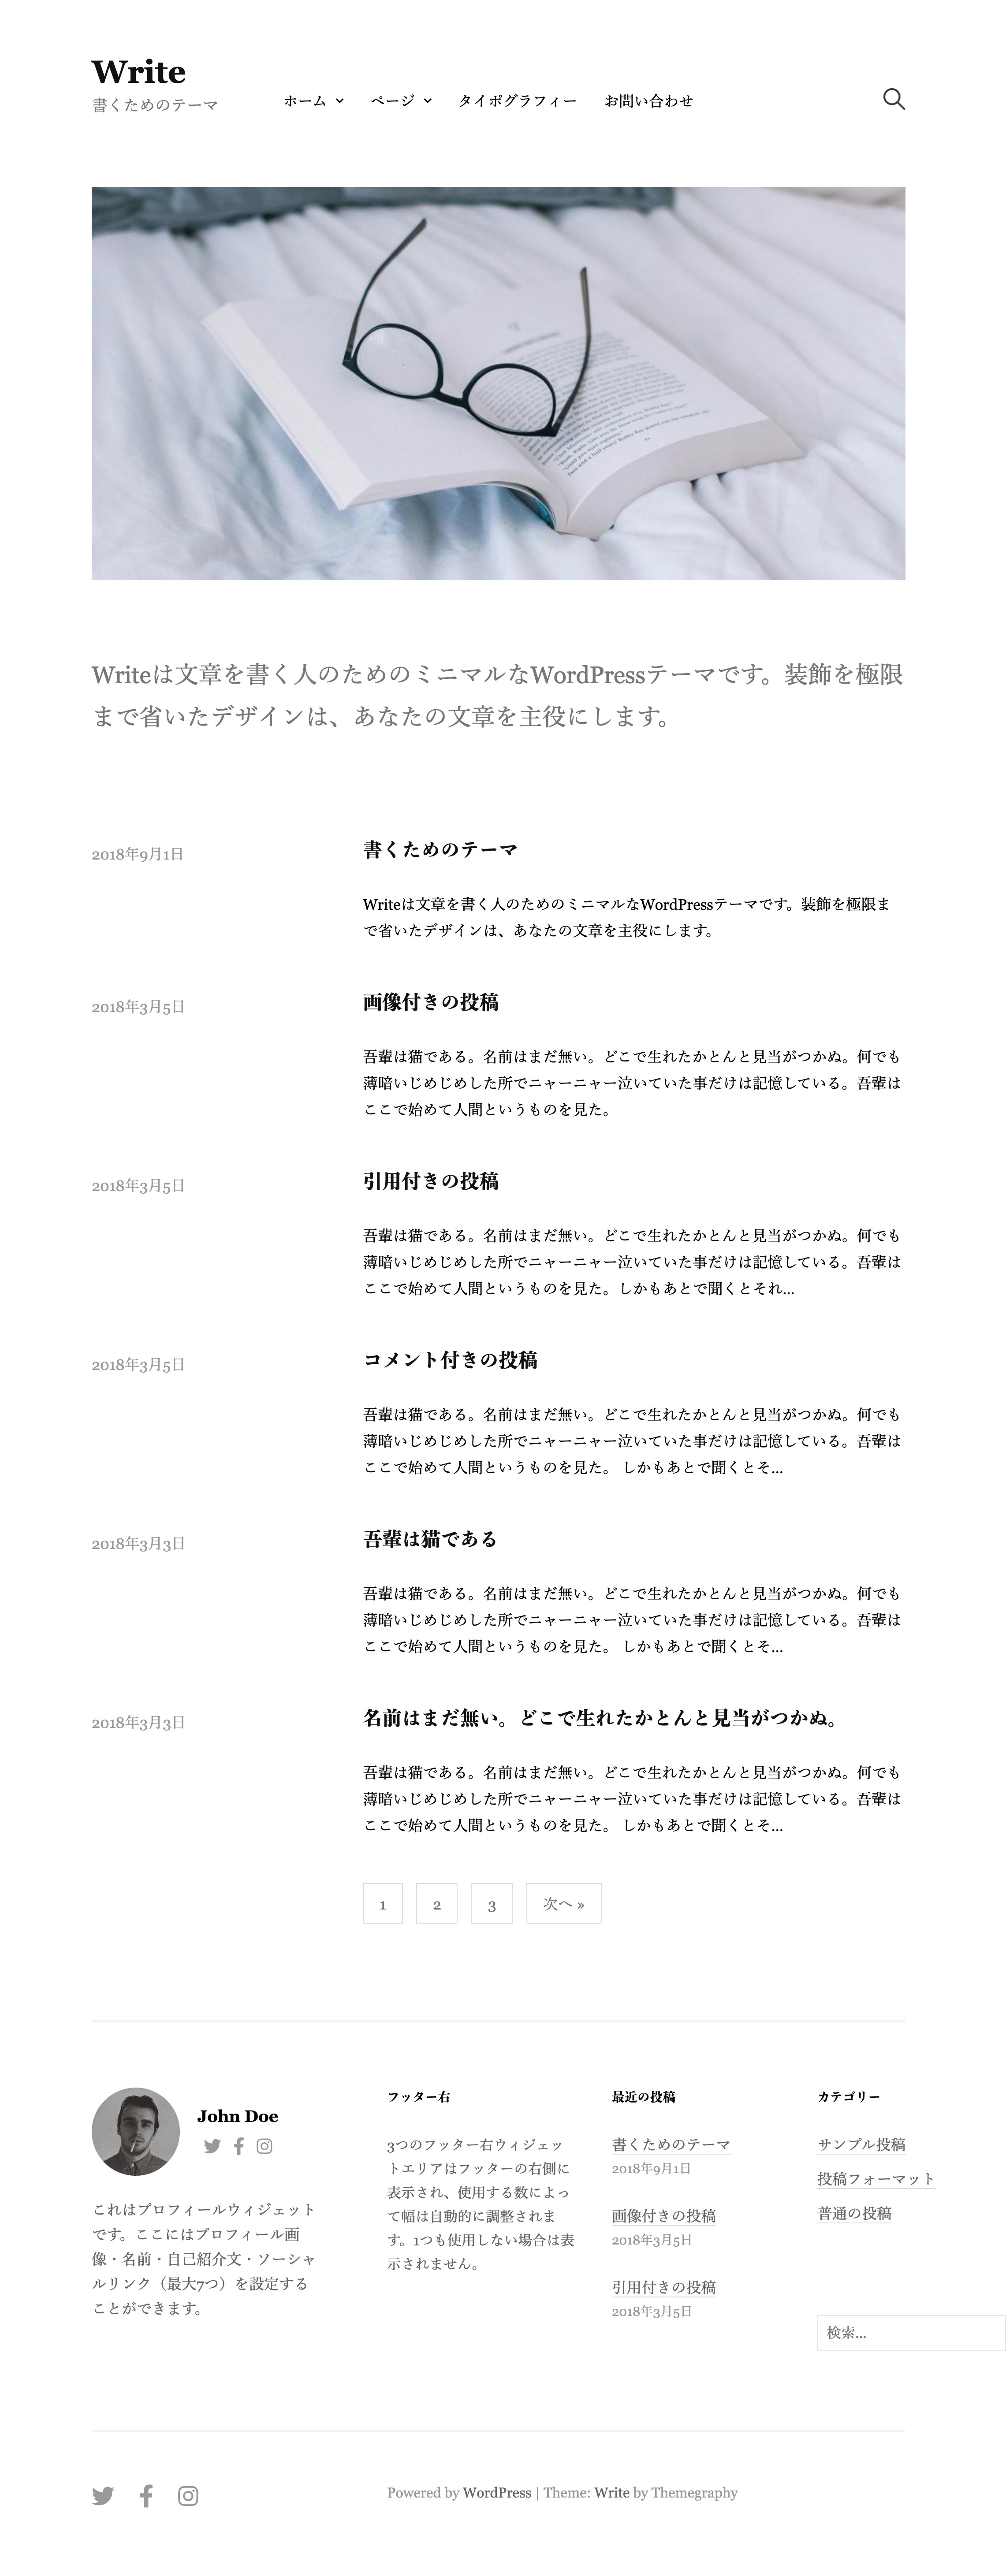 Write
書くためのテーマ
ホーム ページ タイポグラフィー お問い合わせ
Writeは文章を書く人のためのミニマルなWordPressテーマです。装飾を極限
まで省いたデザインは、あなたの文章を主役にします。
2018年9月1日
書くためのテーマ
Writeは文章を書く人のためのミニマルなWordPressテーマです。装飾を極限ま
で省いたデザインは、あなたの文章を主役にします。
2018年3月5日
画像付きの投稿
吾輩は猫である。名前はまだ無い。どこで生れたかとんと見当がつかぬ。何でも
薄暗いじめじめした所でニャーニャー泣いていた事だけは記憶している。吾輩は
ここで始めて人間というものを見た。
2018年3月5日
引用付きの投稿
吾輩は猫である。名前はまだ無い。どこで生れたかとんと見当がつかぬ。何でも
薄暗いじめじめした所でニャーニャー泣いていた事だけは記憶している。吾輩は
ここで始めて人間というものを見た。しかもあとで聞くとそれ...
2018年3月5日
コメント付きの投稿
吾輩は猫である。名前はまだ無い。どこで生れたかとんと見当がつかぬ。何でも
薄暗いじめじめした所でニャーニャー泣いていた事だけは記憶している。吾輩は
ここで始めて人間というものを見た。 しかもあとで聞くとそ...
2018年3月3日
吾輩は猫である
吾輩は猫である。名前はまだ無い。どこで生れたかとんと見当がつかぬ。何でも
薄暗いじめじめした所でニャーニャー泣いていた事だけは記憶している。吾輩は
ここで始めて人間というものを見た。 しかもあとで聞くとそ...
2018年3月3日
名前はまだ無い。どこで生れたかとんと見当がつかぬ。
吾輩は猫である。名前はまだ無い。どこで生れたかとんと見当がつかぬ。何でも
薄暗いじめじめした所でニャーニャー泣いていた事だけは記憶している。吾輩は
ここで始めて人間というものを見た。 しかもあとで聞くとそ...
1 2 3 次へ »
John Doe
これはプロフィールウィジェット
です。ここにはプロフィール画
像・名前・自己紹介文・ソーシャ
ルリンク（最大7つ）を設定する
ことができます。
フッター右
3つのフッター右ウィジェッ
トエリアはフッターの右側に
表示され、使用する数によっ
て幅は自動的に調整されま
す。1つも使用しない場合は表
示されません。
最近の投稿
書くためのテーマ
2018年9月1日
画像付きの投稿
2018年3月5日
引用付きの投稿
2018年3月5日
カテゴリー
サンプル投稿
投稿フォーマット
普通の投稿
検索...
Powered by WordPress | Theme: Write by Themegraphy